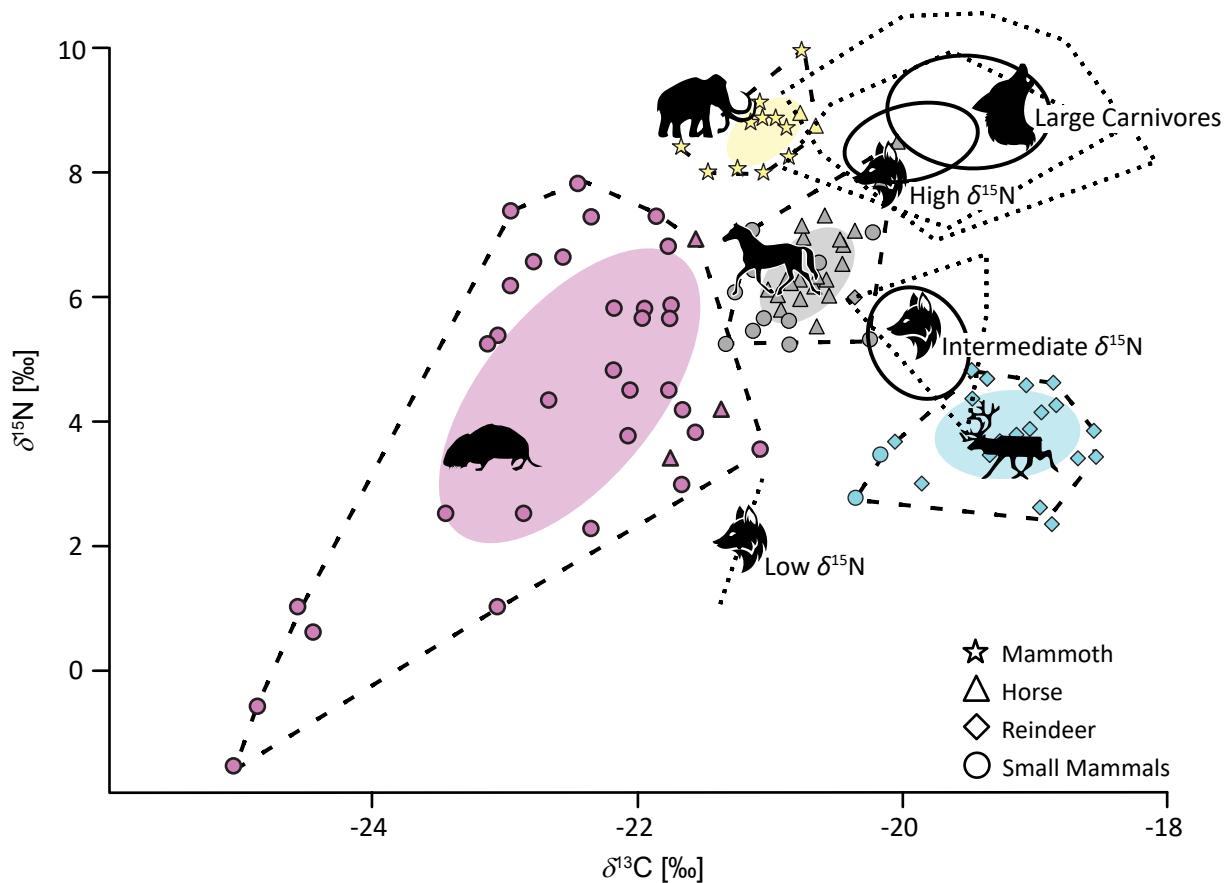 10
8
6
4
2
0
δ¹⁵N [‰]
-24
-22
-20
-18
δ¹³C [‰]
Large Carnivores
High δ¹⁵N
Intermediate δ¹⁵N
Low δ¹⁵N
Mammoth
Horse
Reindeer
Small Mammals